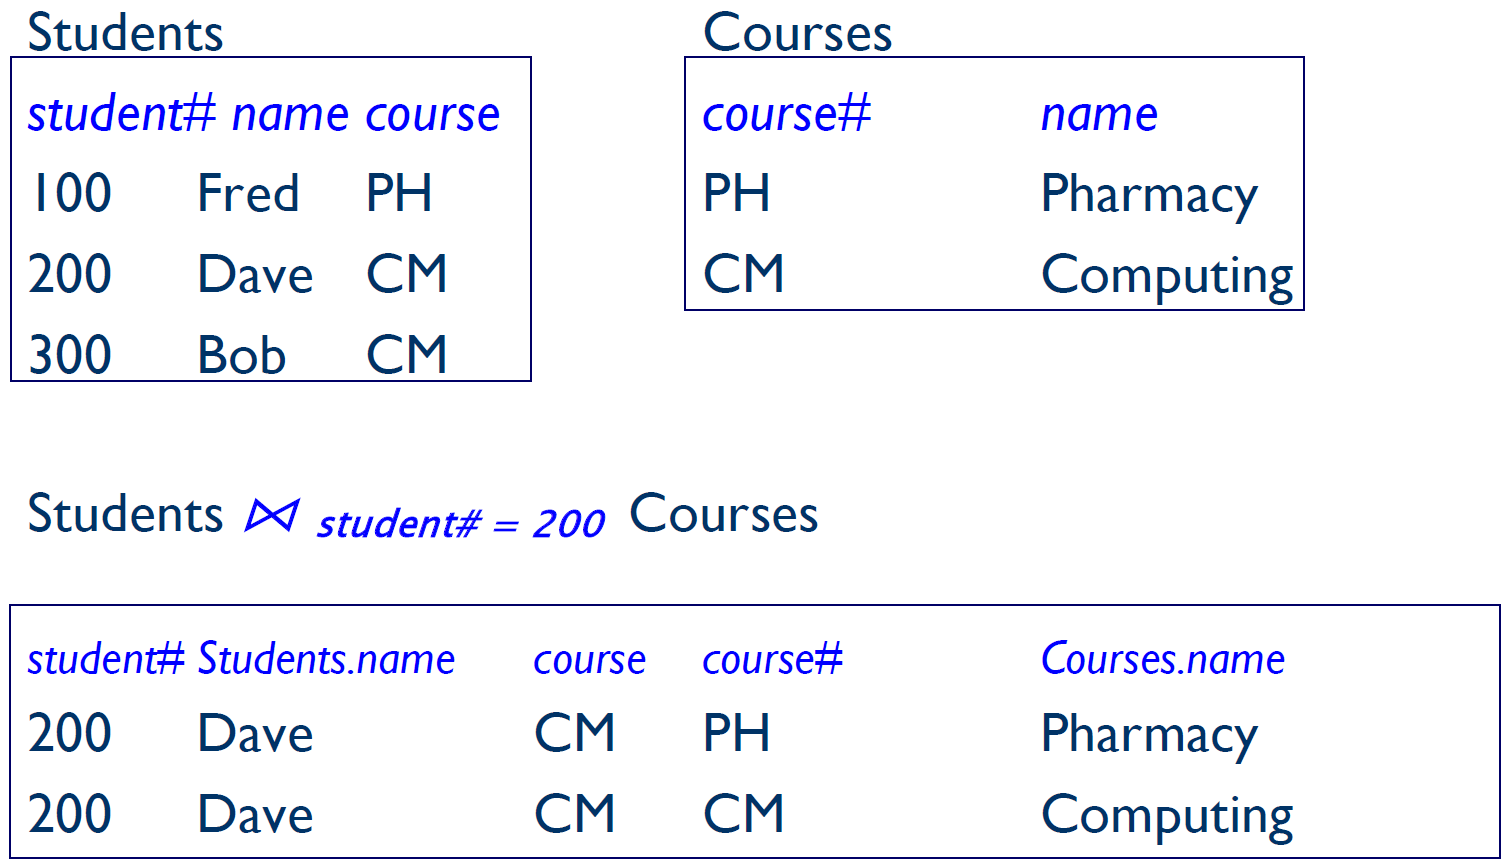 Students
student# name course
100 Fred PH
200 Dave CM
300 Bob CM
Courses
course# name
PH Pharmacy
CM Computing
Students ⋈ student# = 200 Courses
student# Students.name course course# Courses.name
200 Dave CM PH Pharmacy
200 Dave CM CM Computing